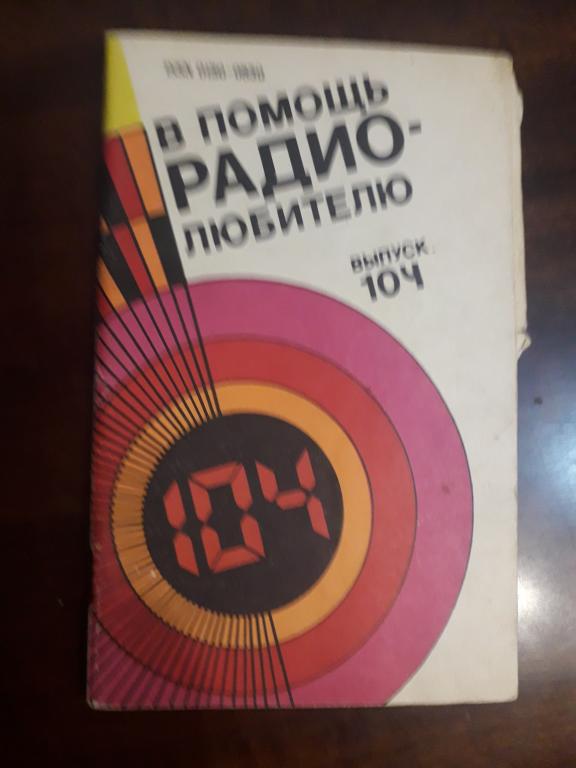 В ПОМОЩЬ
РАДИО-
ЛЮБИТЕЛЮ
ВЫПУСК
104
104